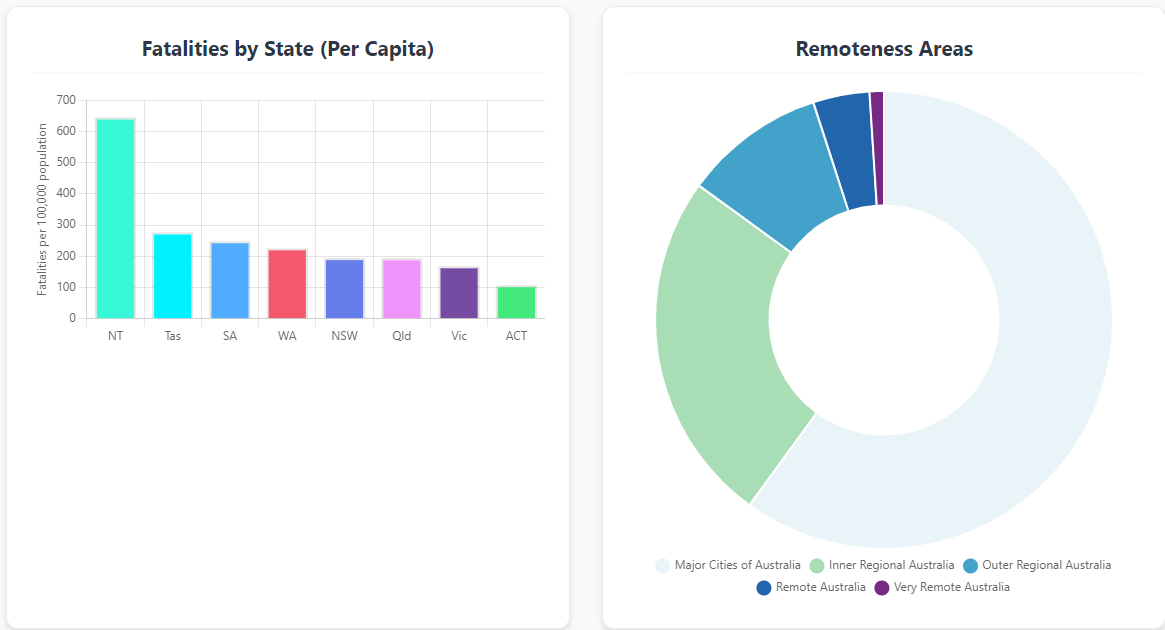 Fatalities by State (Per Capita)
Fatalities per 100,000 population
700
600
500
400
300
200
100
0
NT Tas SA WA NSW Qld Vic ACT
Remoteness Areas
Major Cities of Australia Inner Regional Australia Outer Regional Australia
Remote Australia Very Remote Australia